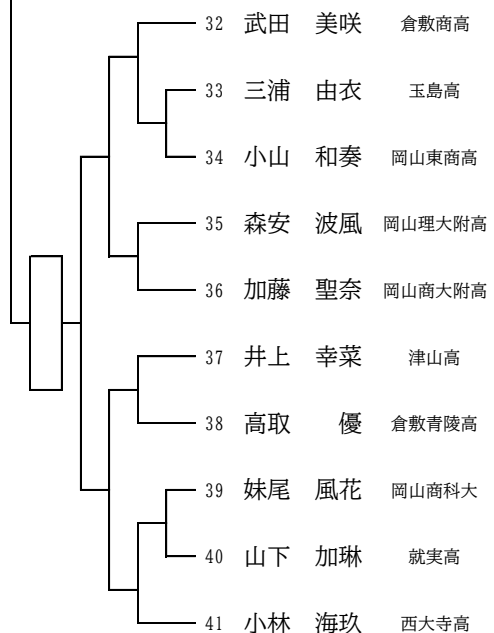 32 武田 美咲 倉敷商高
33 三浦 由衣 玉島高
34 小山 和奏 岡山東商高
35 森安 波風 岡山理大附高
36 加藤 聖奈 岡山商大附高
37 井上 幸菜 津山高
38 高取 優 倉敷青陵高
39 妹尾 風花 岡山商科大
40 山下 加琳 就実高
41 小林 海玖 西大寺高